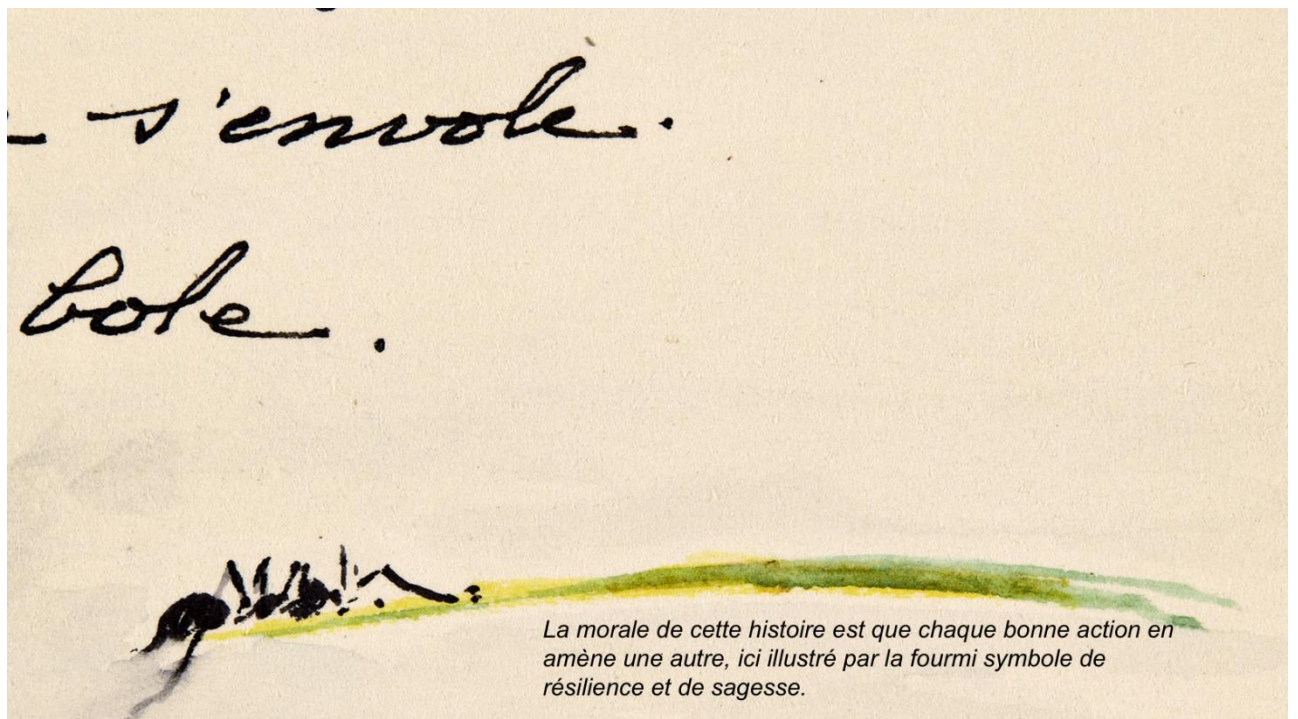 s'envole.
bole.
La morale de cette histoire est que chaque bonne action en
amène une autre, ici illustré par la fourmi symbole de
résilience et de sagesse.